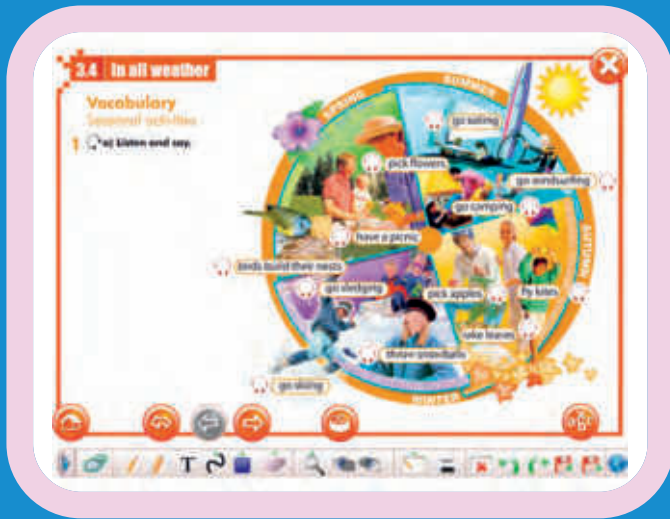 3.4 In all weather
Vocabulary
Seasonal activities
1 a) Listen and say.
SPRING
SUMMER
AUTUMN
WINTER
go sailing
pick flowers
go windsurfing
go camping
have a picnic
birds build their nests
go sledging
pick apples
fly kites
rake leaves
throw snowballs
go skiing
T